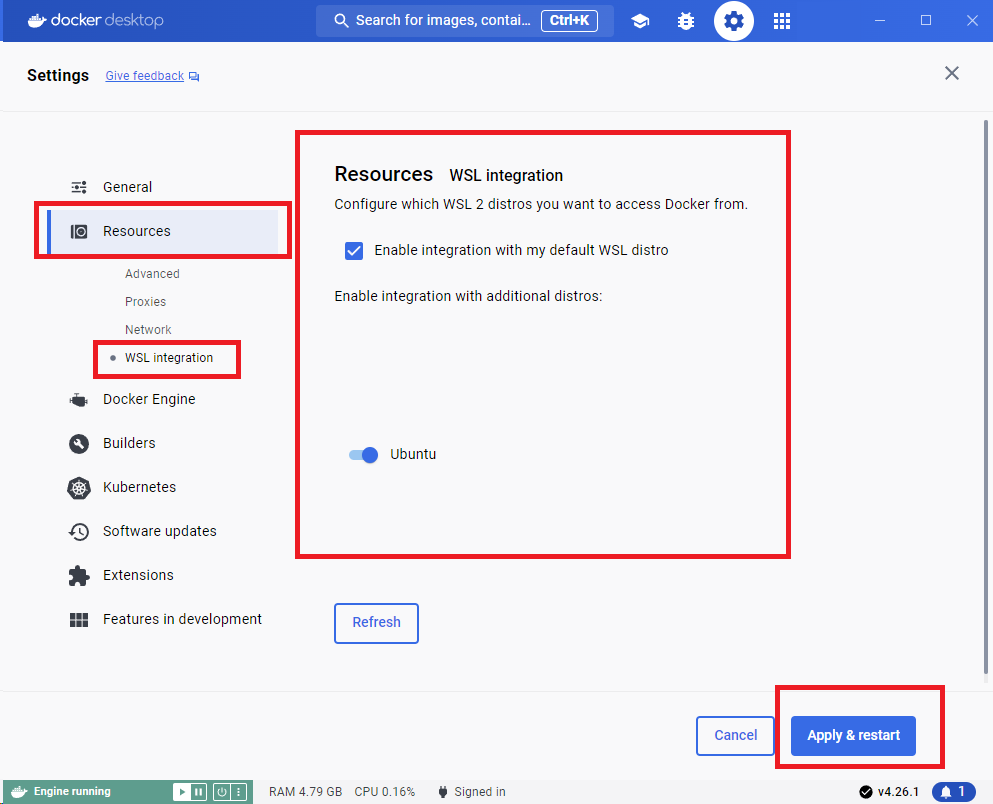 docker desktop
Search for images, contai... Ctrl+K
Settings Give feedback
General
Resources
Advanced
Proxies
Network
WSL integration
Docker Engine
Builders
Kubernetes
Software updates
Extensions
Features in development
Resources WSL integration
Configure which WSL 2 distros you want to access Docker from.
Enable integration with my default WSL distro
Enable integration with additional distros:
Ubuntu
Refresh
Cancel Apply & restart
Engine running RAM 4.79 GB CPU 0.16% Signed in v4.26.1 1